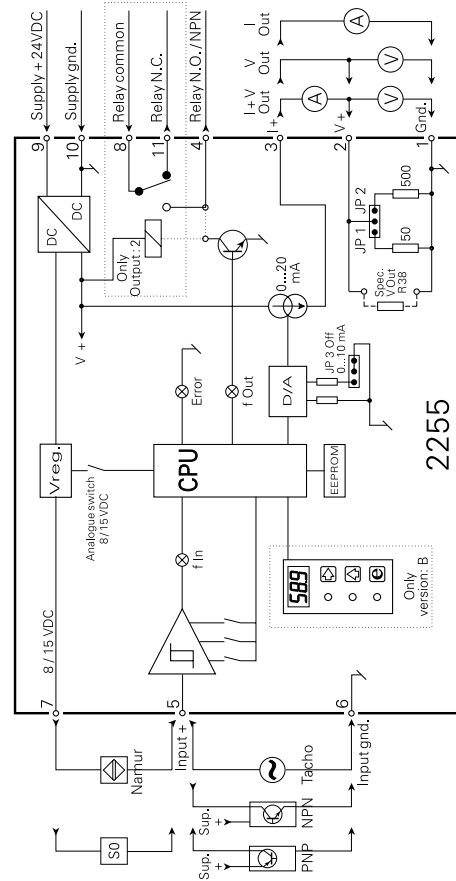 Supply + 24VDC
Supply gnd.
Relay common
Relay N.C.
Relay N.O./NPN
I
Out
V
Out
I+V
Out
A
V
A
V
9
10
8
11
4
3
I+
2
V+
1
Gnd.
DC
DC
Only
Output : 2
V +
0...20
mA
JP 1
JP 2
50
500
Spec.
V Out
R38
Error
f Out
D/A
JP 3 Off
0...10 mA
Vreg.
Analogue switch
8/15 VDC
CPU
EEPROM
2255
f In
8 / 15 VDC
58.9
e
Only
version: B
7
5
6
Input +
Input gnd.
Namur
Tacho
S0
Sup.
+
NPN
Sup.
+
PNP